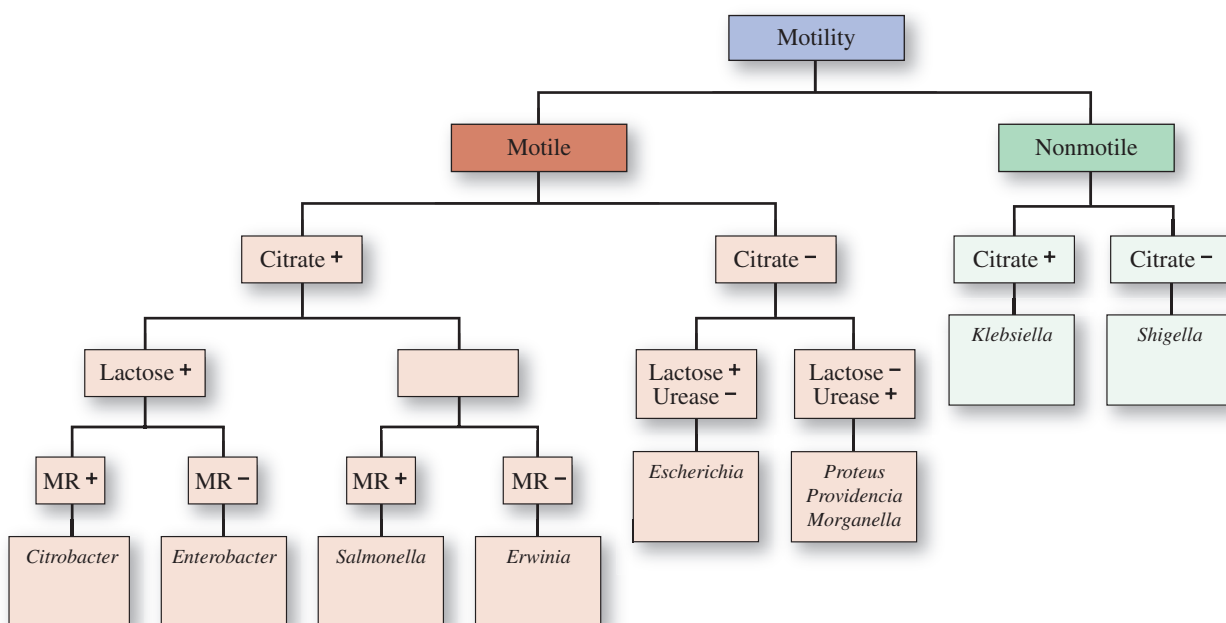 Motility
Motile
Nonmotile
Citrate +
Citrate −
Citrate +
Citrate −
Klebsiella
Shigella
Lactose +
Lactose −
Urease +
Lactose +
Urease −
MR +
MR −
MR +
MR −
Escherichia
Proteus
Providencia
Morganella
Citrobacter
Enterobacter
Salmonella
Erwinia